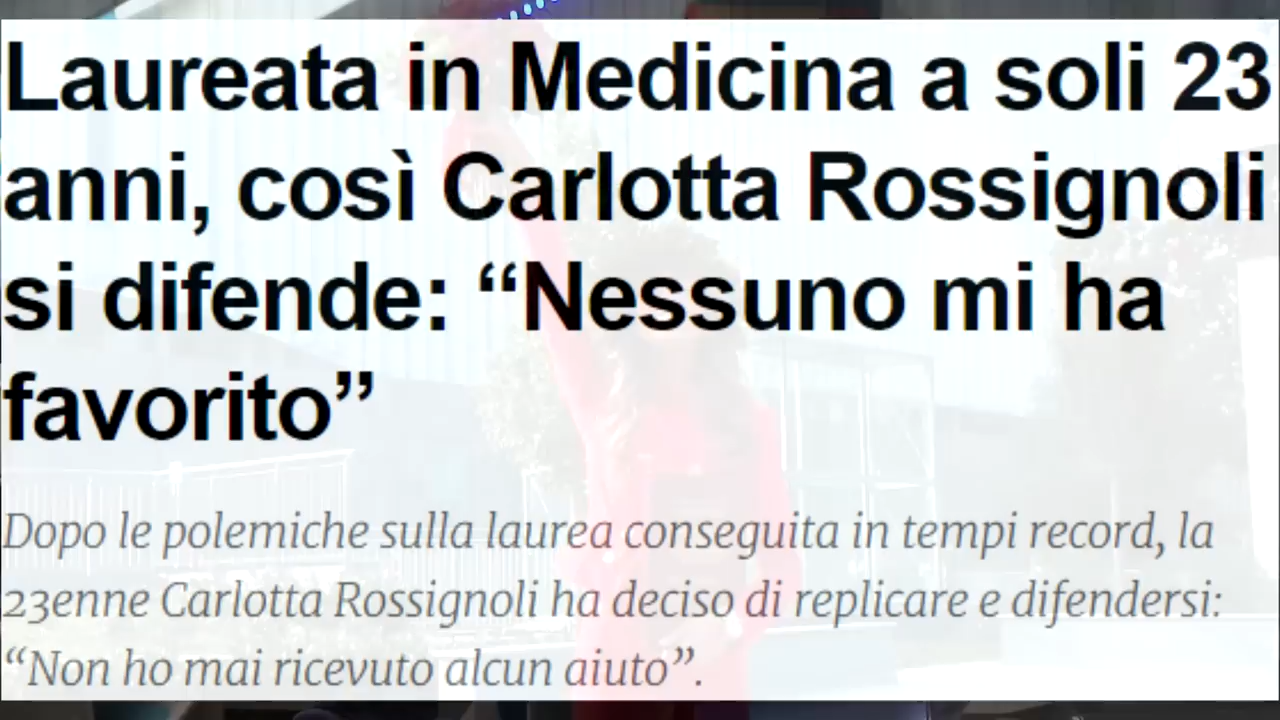 Laureata in Medicina a soli 23
anni, così Carlotta Rossignoli
si difende: “Nessuno mi ha
favorito”
Dopo le polemiche sulla laurea conseguita in tempi record, la
23enne Carlotta Rossignoli ha deciso di replicare e difendersi:
“Non ho mai ricevuto alcun aiuto”.